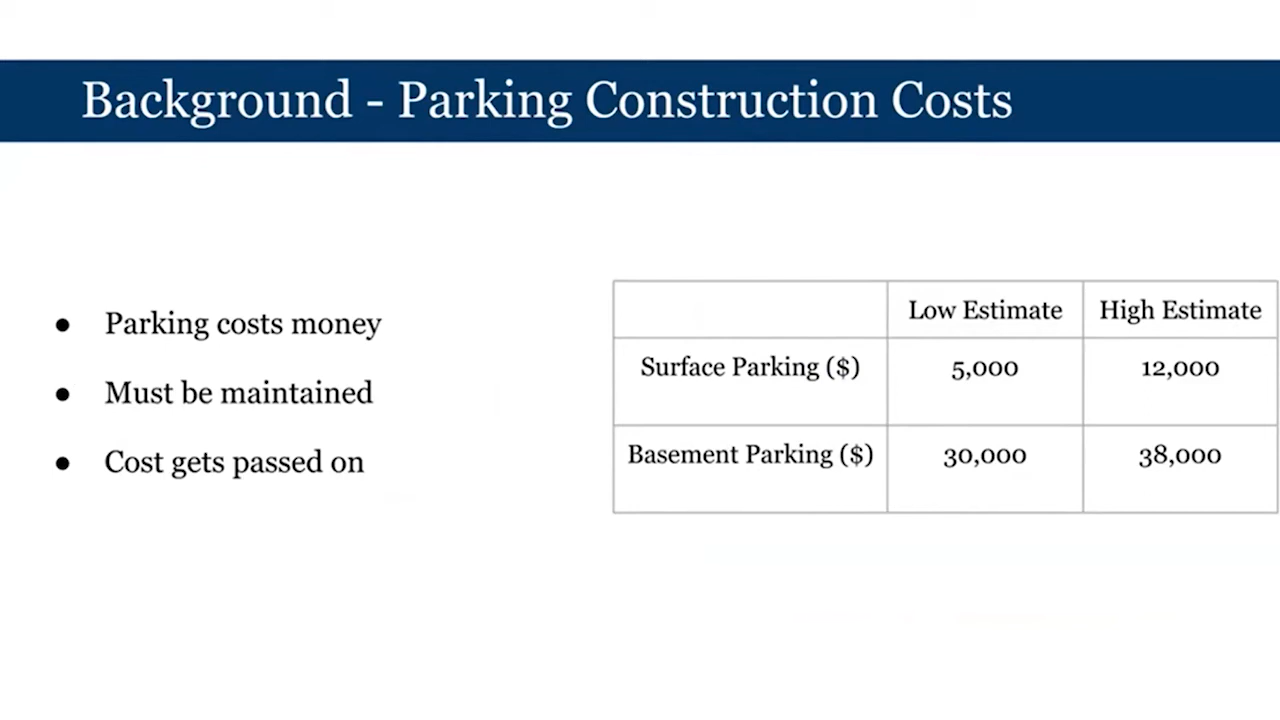 Background - Parking Construction Costs
● Parking costs money
● Must be maintained
● Cost gets passed on
Low Estimate High Estimate
Surface Parking ($) 5,000 12,000
Basement Parking ($) 30,000 38,000